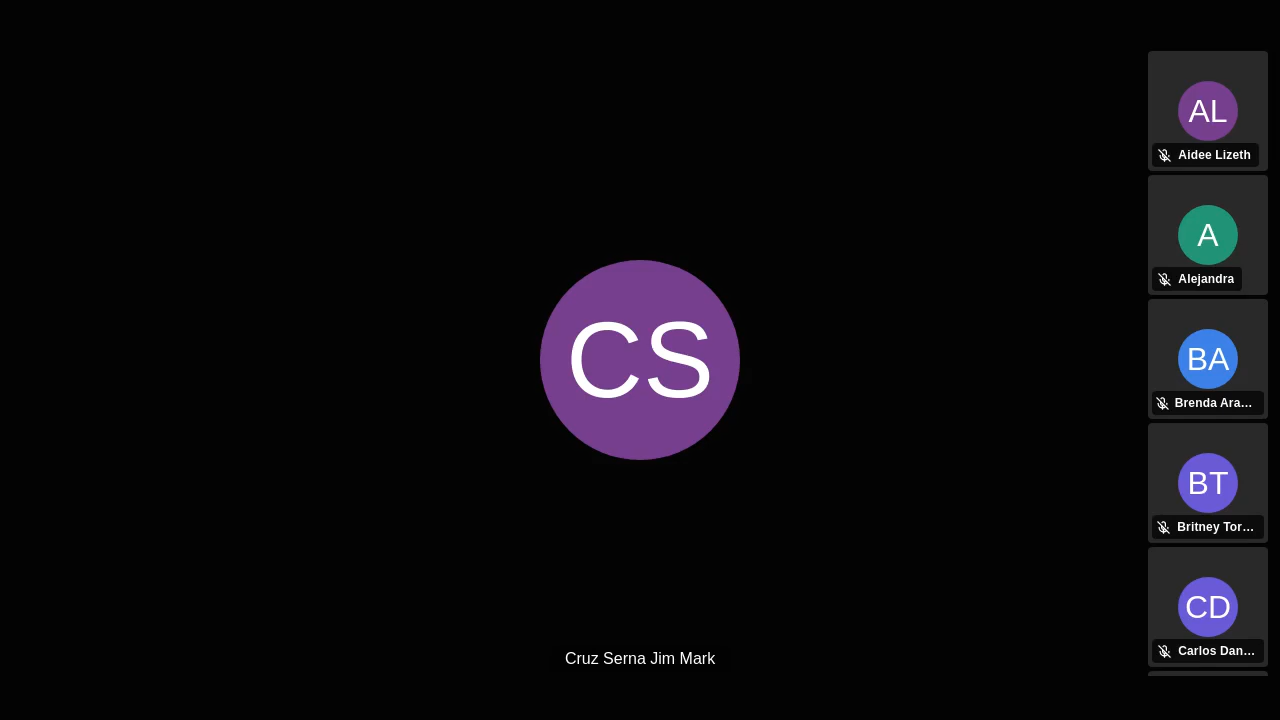 AL
Aidee Lizeth
A
Alejandra
BA
Brenda Ara...
BT
Britney Tor...
CD
Carlos Dan...
CS
Cruz Serna Jim Mark